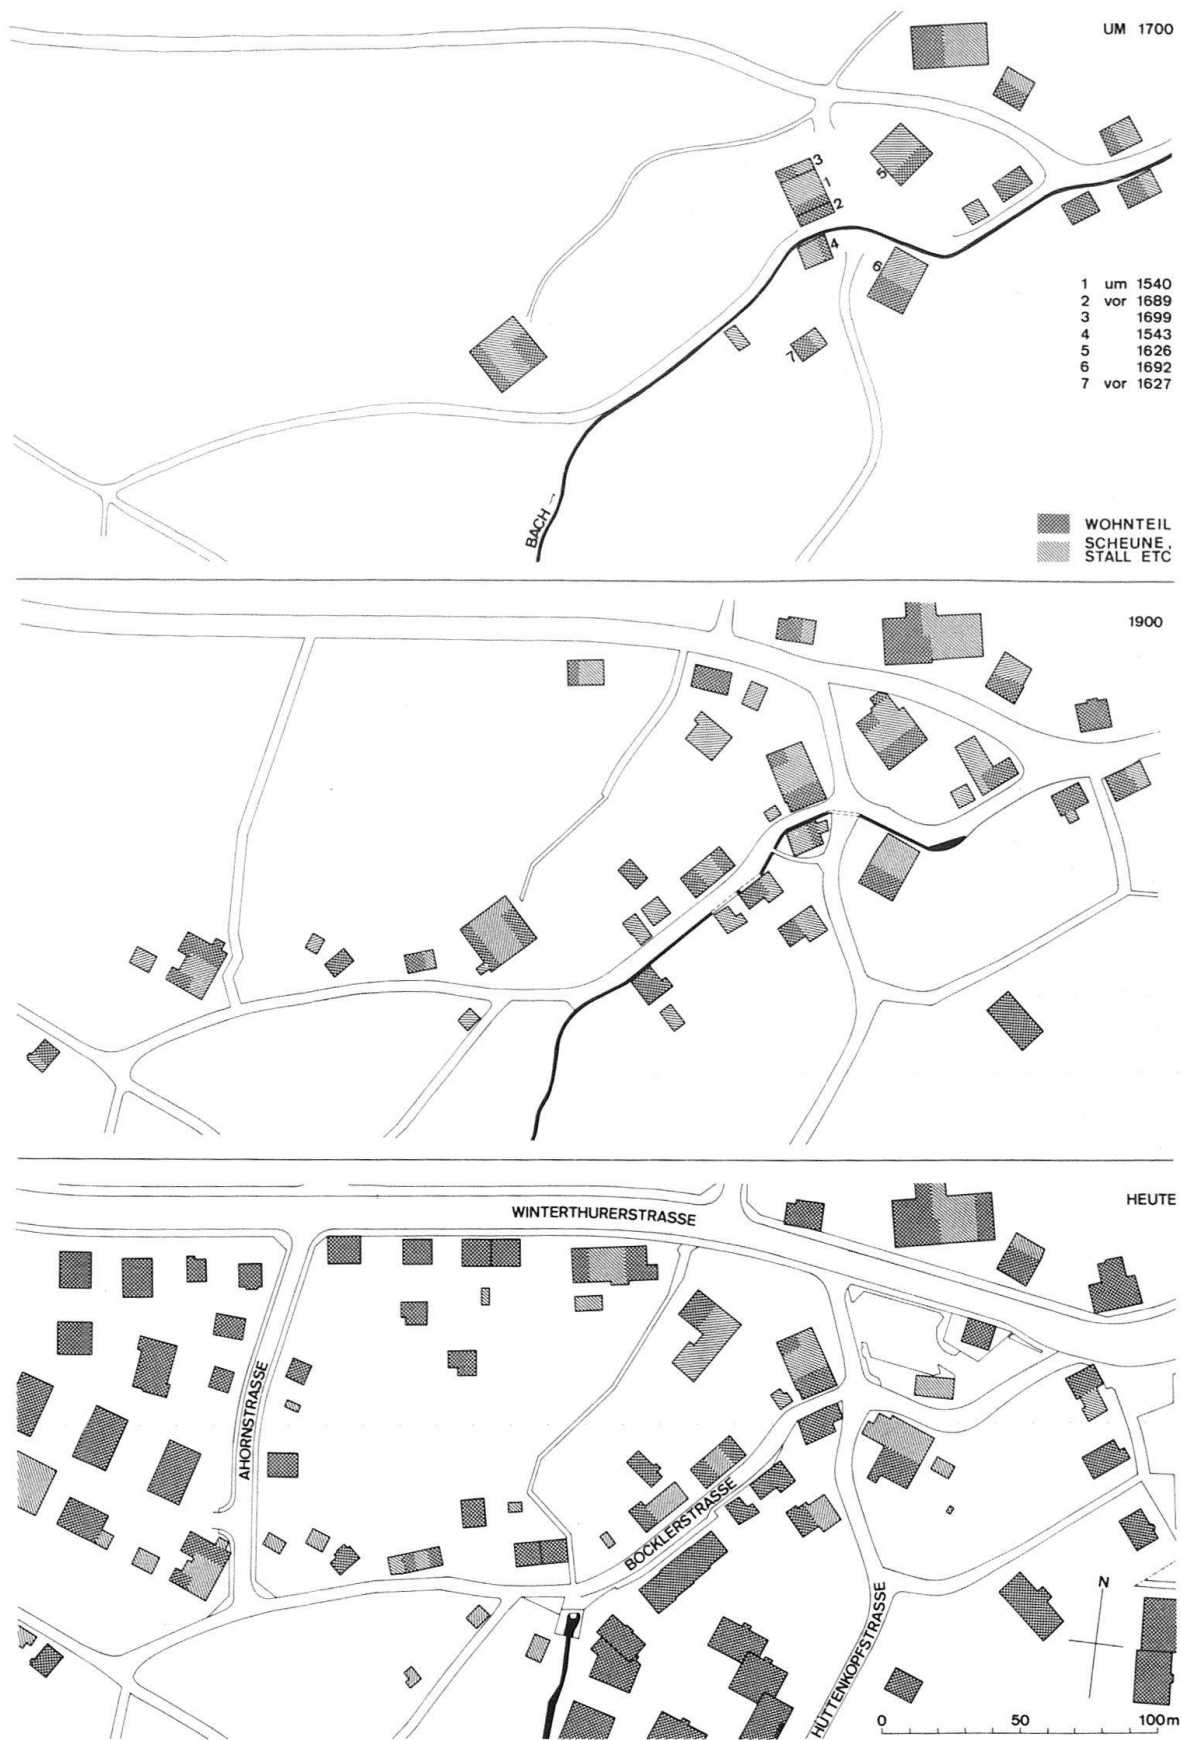 UM 1700
3
1
2
5
4
6
7
1 um 1540
2 vor 1689
3 1699
4 1543
5 1626
6 1692
7 vor 1627
BACH →
WOHNTEIL
SCHEUNE,
STALL ETC
1900
HEUTE
WINTERTHURERSTRASSE
AHORNSTRASSE
BOCKLERSTRASSE
HÜTTENKOPFSTRASSE
N
0 50 100m